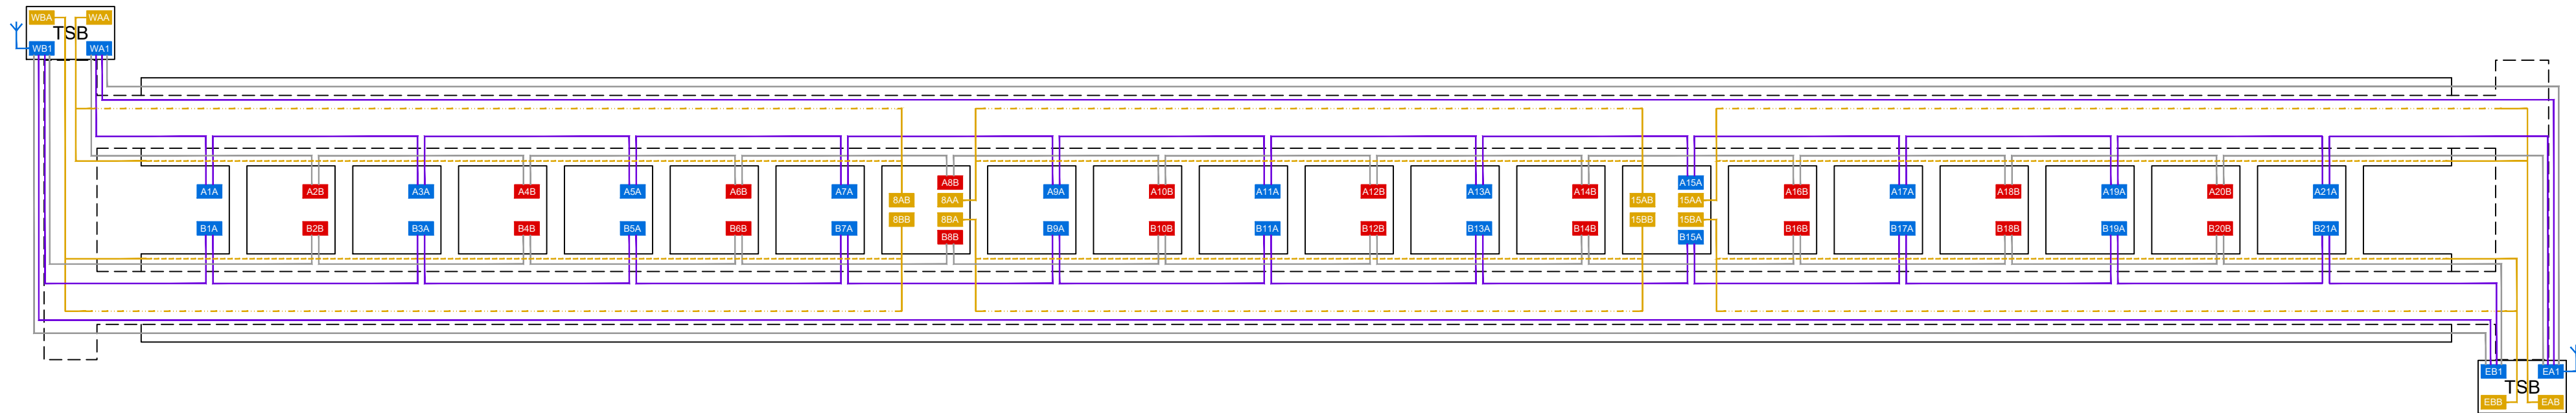 WBA WAA
TSB
WB1 WA1
A8B A15A
A1A A2B A3A A4B A5A A6B A7A A9A A10B A11A A12B A13A A14B A16B A17A A18B A19A A20B A21A
8AB 8AA 15AB 15AA
8BB 8BA 15BB 15BA
B1A B2B B3A B4B B5A B6B B7A B9A B10B B11A B12B B13A B14B B16B B17A B18B B19A B20B B21A
B8B B15A
EB1 EA1
TSB
EBB EAB